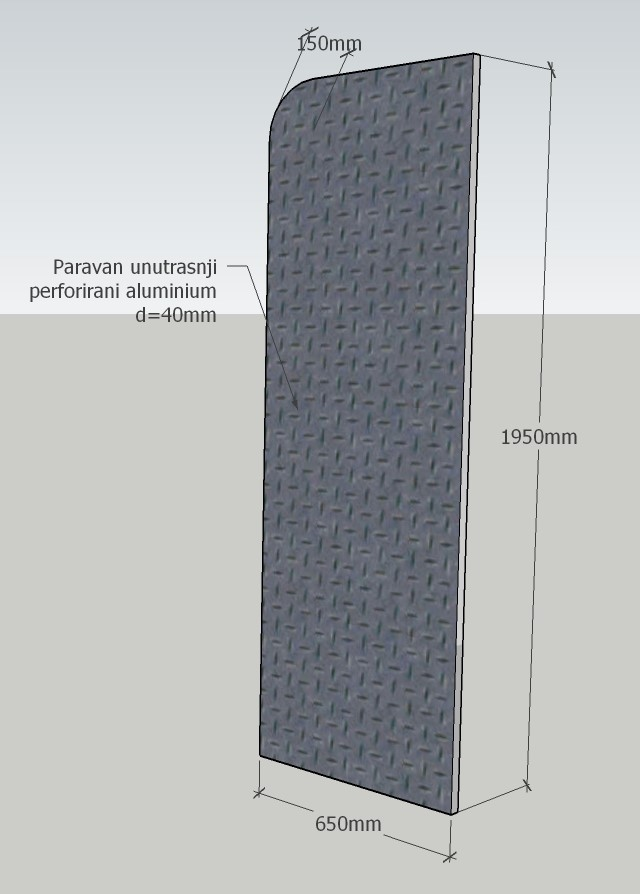 150mm
Paravan unutrasnji
perforirani aluminium
d=40mm
1950mm
650mm